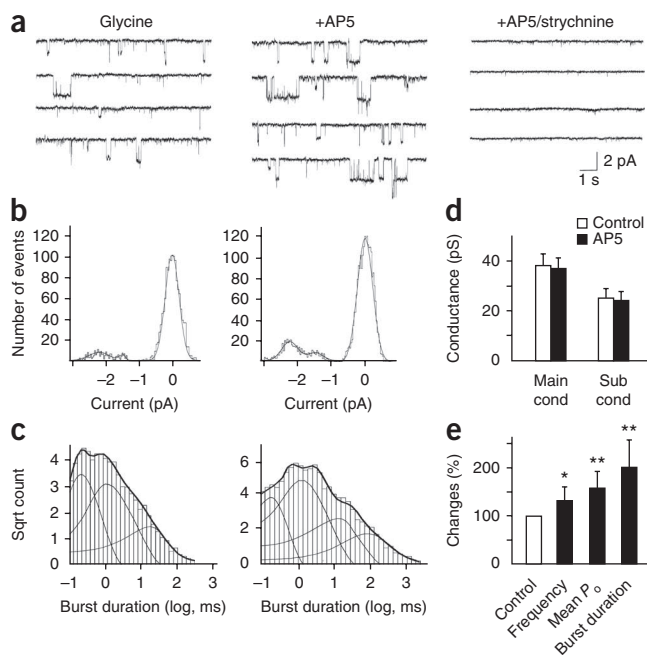 a
Glycine
+AP5
+AP5/strychnine
2 pA
1 s
b
Number of events
120
100
80
60
40
20
−2
−1
0
Current (pA)
120
100
80
60
40
20
−2
−1
0
Current (pA)
c
Sqrt count
4
3
2
1
0
−1
0
1
2
3
Burst duration (log, ms)
6
4
2
0
−1
0
1
2
3
Burst duration (log, ms)
d
Control
AP5
Conductance (pS)
40
20
0
Main
cond
Sub
cond
e
Changes (%)
200
100
0
*
**
**
Control
Frequency
Mean Po
Burst duration